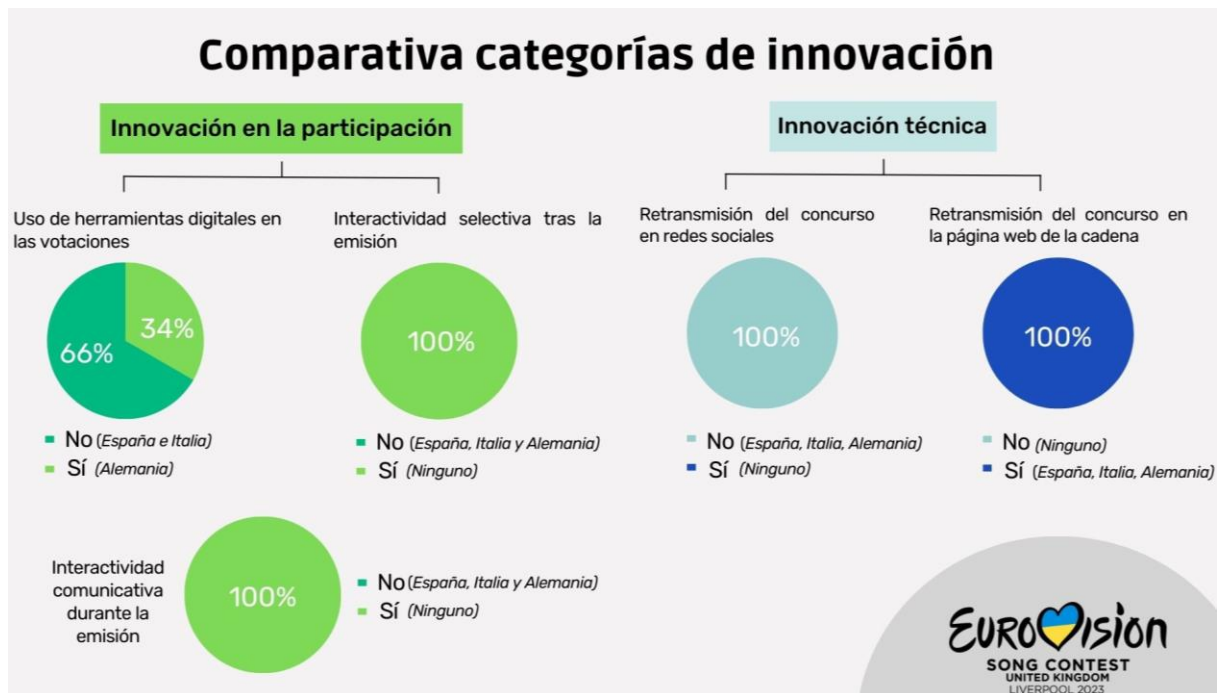 Comparativa categorías de innovación
Innovación en la participación
Uso de herramientas digitales en
las votaciones
34%
66%
No (España e Italia)
Sí (Alemania)
Interactividad selectiva tras la
emisión
100%
No (España, Italia y Alemania)
Sí (Ninguno)
Interactividad
comunicativa
durante la
emisión
100%
No (España, Italia y Alemania)
Sí (Ninguno)
Innovación técnica
Retransmisión del concurso
en redes sociales
100%
No (España, Italia, Alemania)
Sí (Ninguno)
Retransmisión del concurso en
la página web de la cadena
100%
No (Ninguno)
Sí (España, Italia, Alemania)
EUROVISION
SONG CONTEST
UNITED KINGDOM
LIVERPOOL 2023